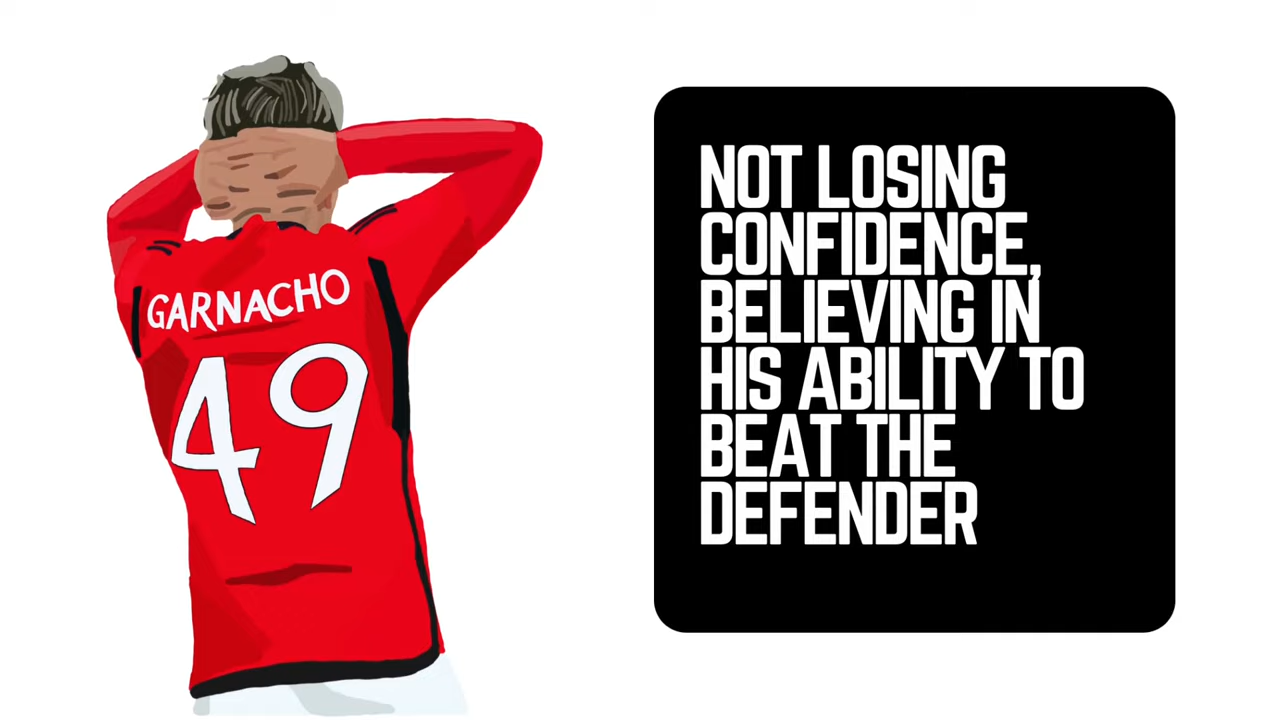 GARNACHO
49
NOT LOSING
CONFIDENCE,
BELIEVING IN
HIS ABILITY TO
BEAT THE
DEFENDER